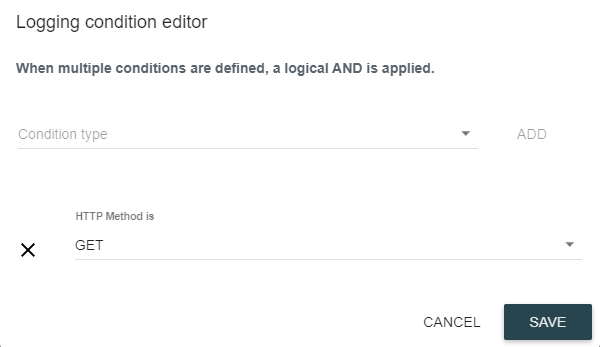 Logging condition editor
When multiple conditions are defined, a logical AND is applied.
Condition type
ADD
HTTP Method is
GET
CANCEL
SAVE